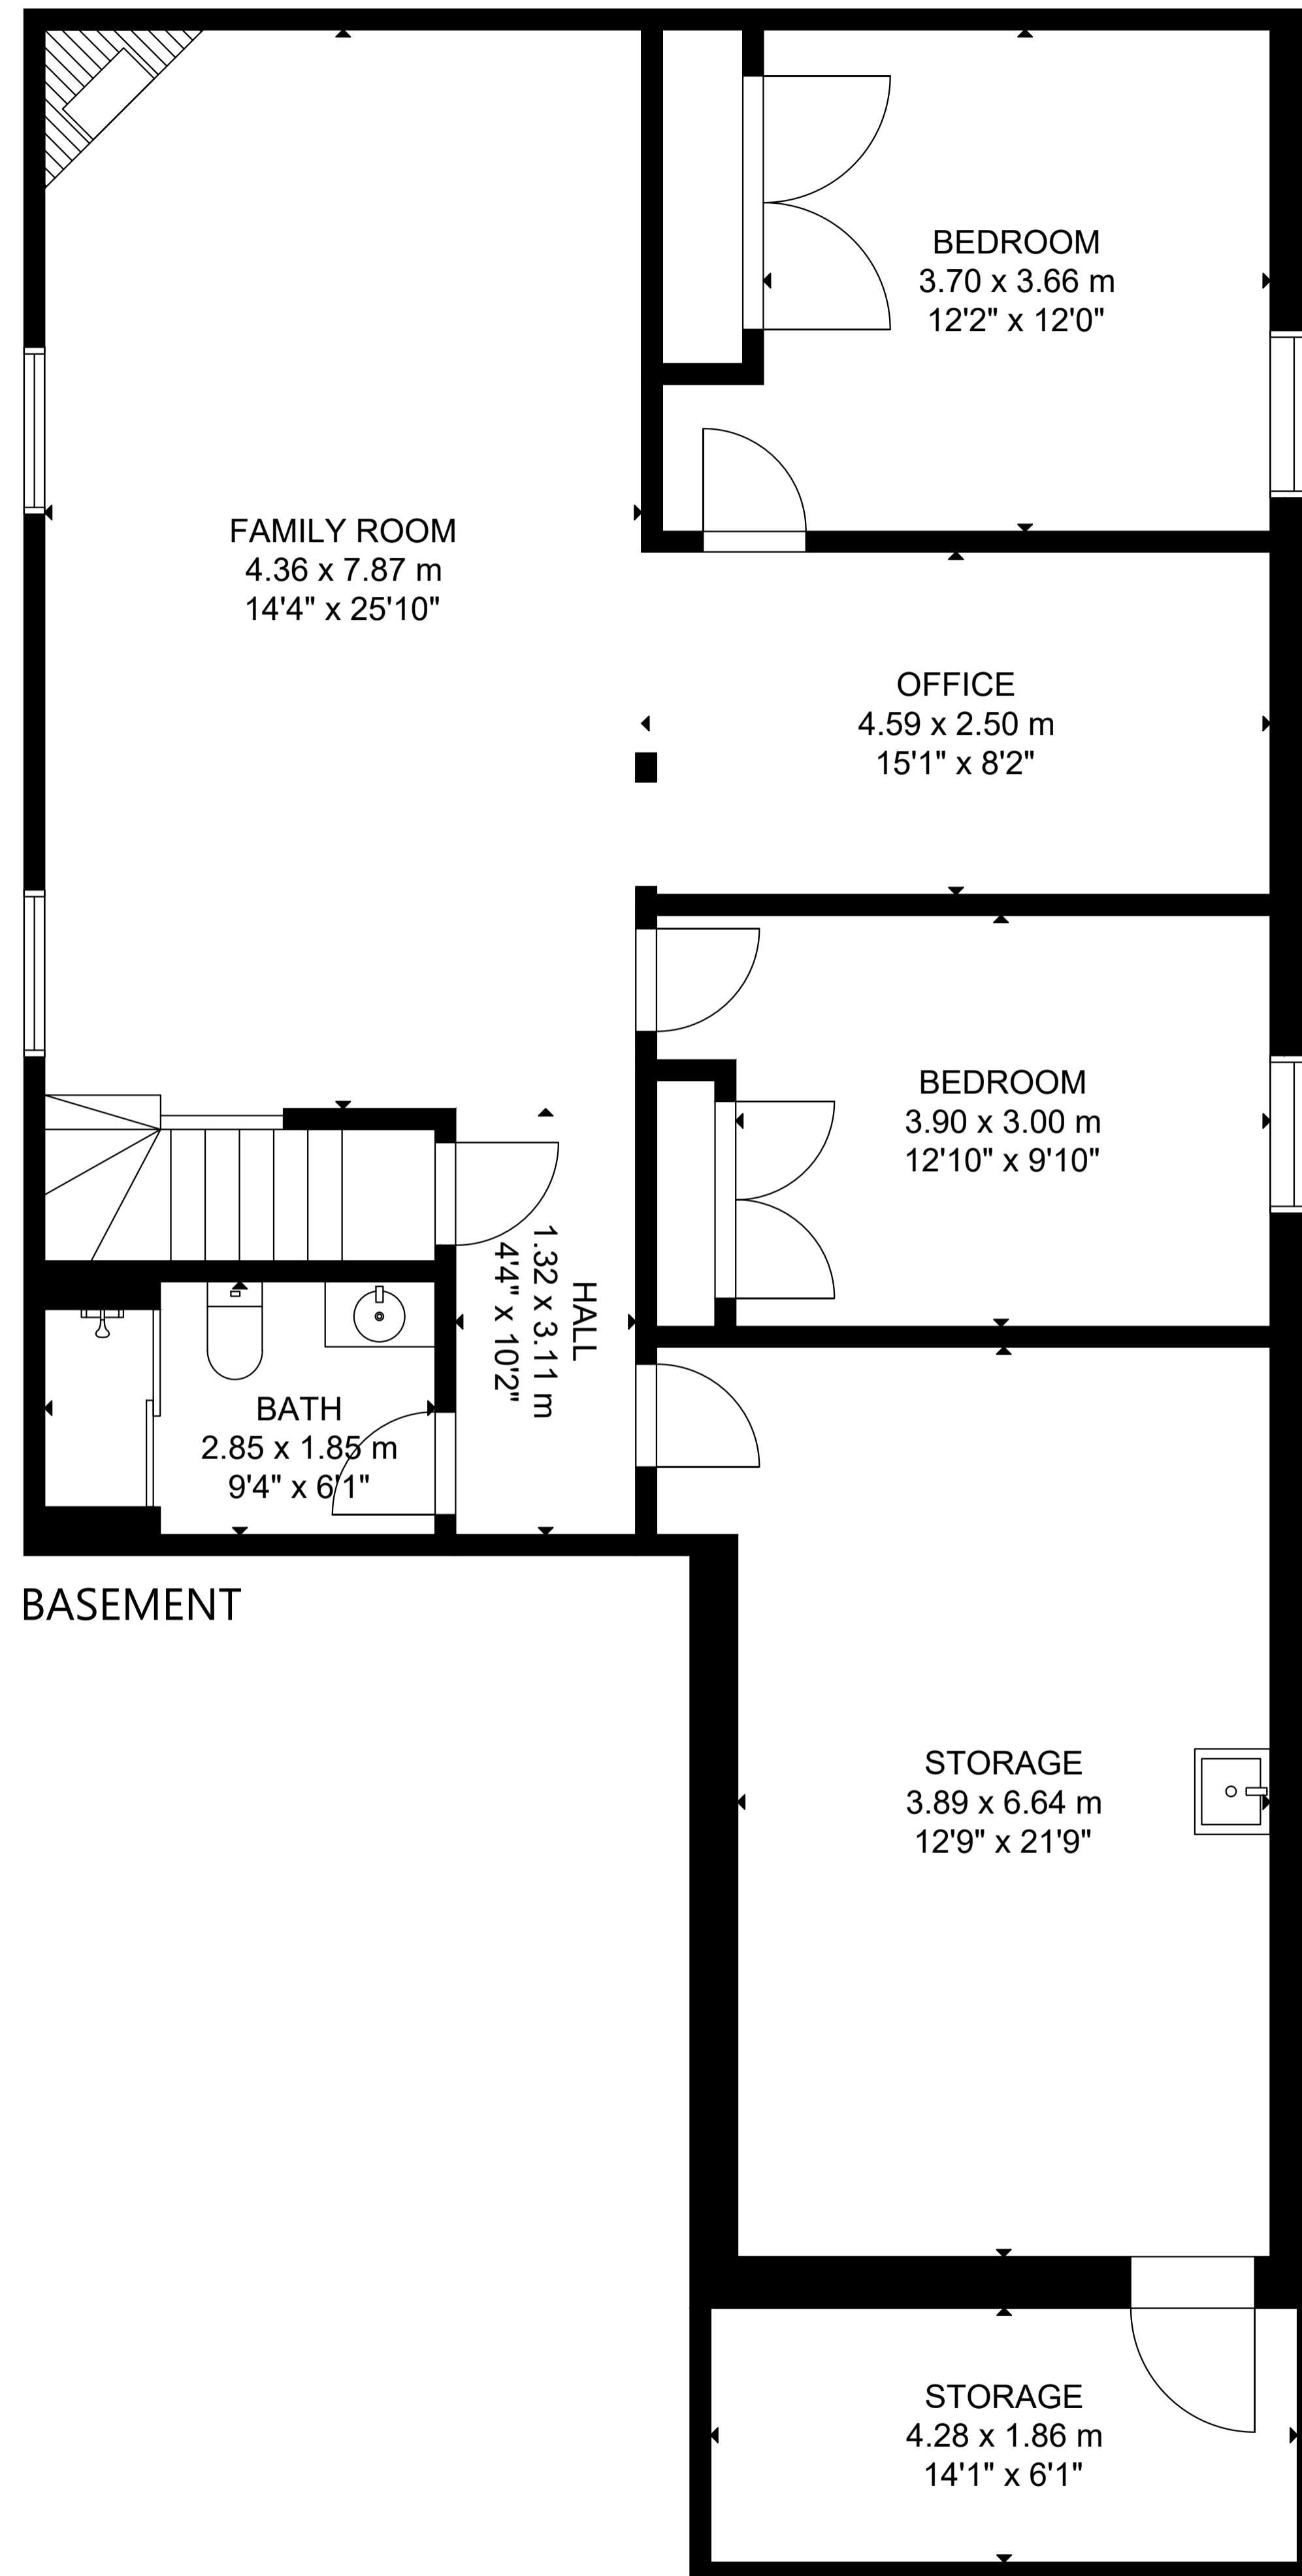 BEDROOM
3.70 x 3.66 m
12'2" x 12'0"
FAMILY ROOM
4.36 x 7.87 m
14'4" x 25'10"
OFFICE
4.59 x 2.50 m
15'1" x 8'2"
BEDROOM
3.90 x 3.00 m
12'10" x 9'10"
HALL
1.32 x 3.11 m
4'4" x 10'2"
BATH
2.85 x 1.85 m
9'4" x 6'1"
BASEMENT
STORAGE
3.89 x 6.64 m
12'9" x 21'9"
STORAGE
4.28 x 1.86 m
14'1" x 6'1"